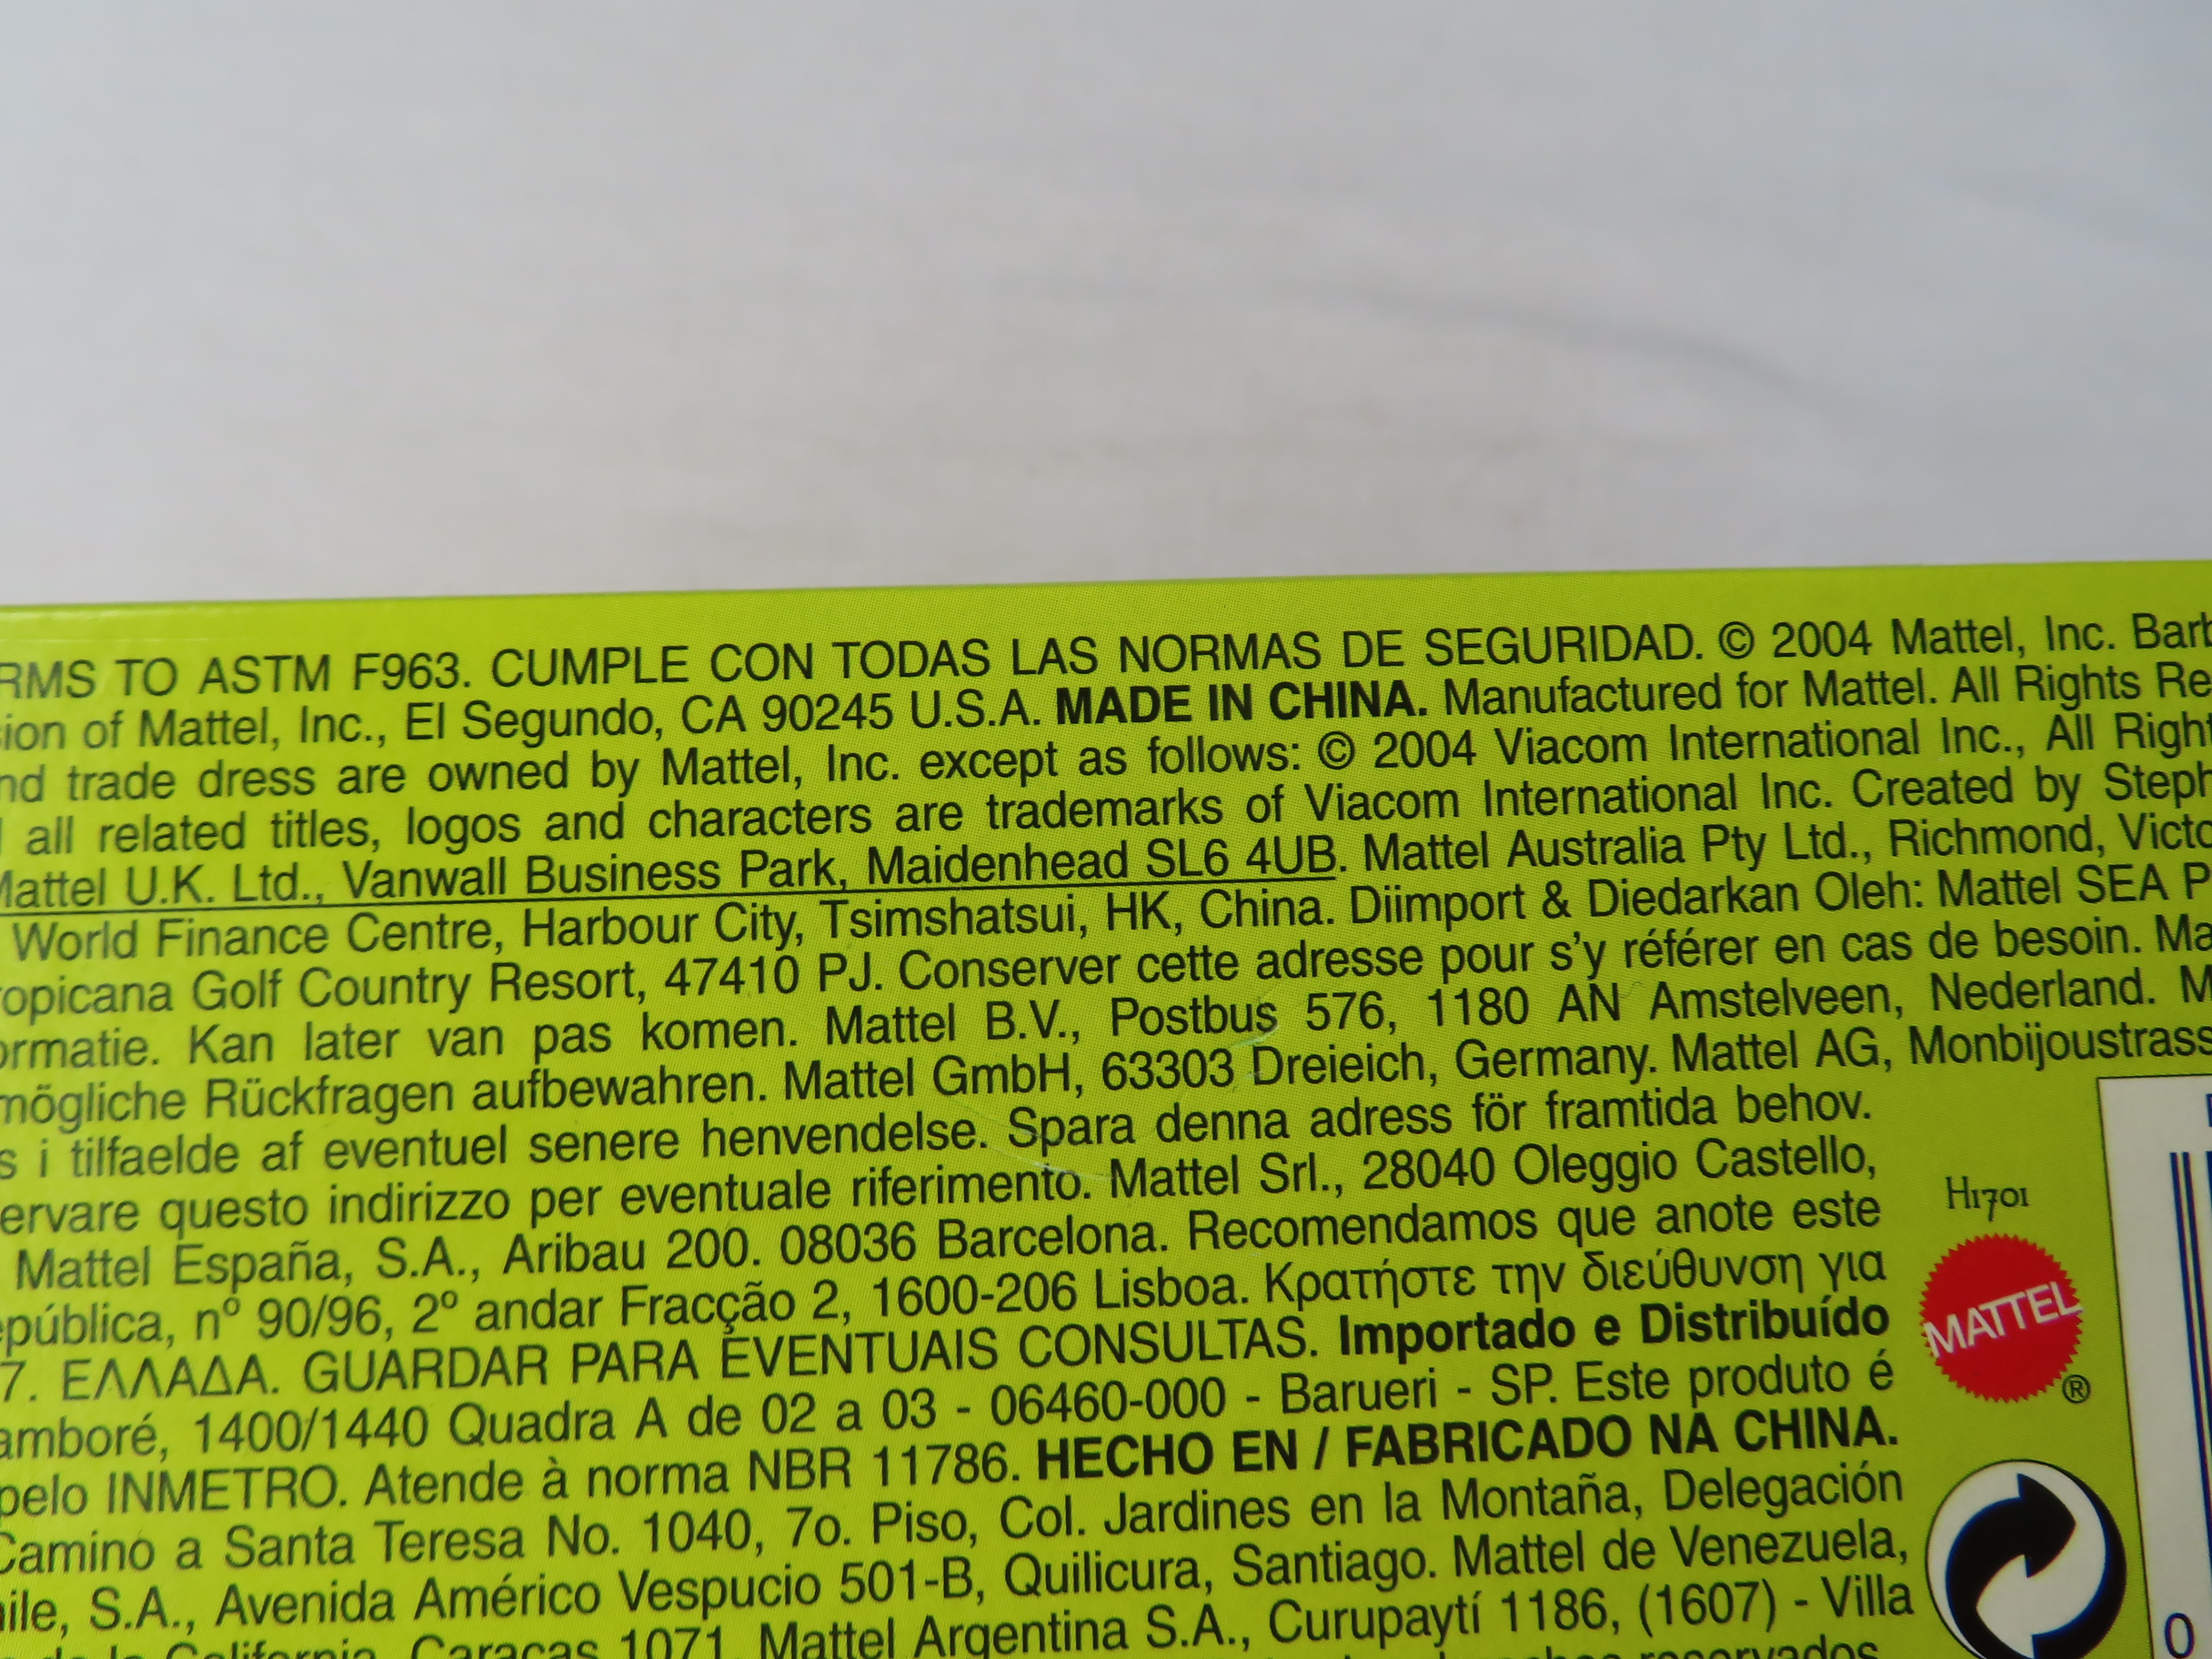 RMS TO ASTM F963. CUMPLE CON TODAS LAS NORMAS DE SEGURIDAD. © 2004 Mattel, Inc. Barb
ion of Mattel, Inc., El Segundo, CA 90245 U.S.A. MADE IN CHINA. Manufactured for Mattel. All Rights Re
nd trade dress are owned by Mattel, Inc. except as follows: © 2004 Viacom International Inc., All Right
all related titles, logos and characters are trademarks of Viacom International Inc. Created by Steph
Mattel U.K. Ltd., Vanwall Business Park, Maidenhead SL6 4UB. Mattel Australia Pty Ltd., Richmond, Victo
World Finance Centre, Harbour City, Tsimshatsui, HK, China. Diimport & Diedarkan Oleh: Mattel SEA P
ropicana Golf Country Resort, 47410 PJ. Conserver cette adresse pour s'y référer en cas de besoin. Ma
ormatie. Kan later van pas komen. Mattel B.V., Postbus 576, 1180 AN Amstelveen, Nederland. M
mögliche Rückfragen aufbewahren. Mattel GmbH, 63303 Dreieich, Germany. Mattel AG, Monbijoustrass
s i tilfaelde af eventuel senere henvendelse. Spara denna adress för framtida behov.
ervare questo indirizzo per eventuale riferimento. Mattel Srl., 28040 Oleggio Castello,
Mattel España, S.A., Aribau 200. 08036 Barcelona. Recomendamos que anote este
epública, nº 90/96, 2º andar Fracção 2, 1600-206 Lisboa. Κρατήστε την διεύθυνση για
7. ΕΛΛΑΔΑ. GUARDAR PARA EVENTUAIS CONSULTAS. Importado e Distribuído
amboré, 1400/1440 Quadra A de 02 a 03 - 06460-000 - Barueri - SP. Este produto é
pelo INMETRO. Atende à norma NBR 11786. HECHO EN / FABRICADO NA CHINA.
Camino a Santa Teresa No. 1040, 7o. Piso, Col. Jardines en la Montaña, Delegación
ile, S.A., Avenida Américo Vespucio 501-B, Quilicura, Santiago. Mattel de Venezuela,
de la California, Caracas 1071. Mattel Argentina S.A., Curupaytí 1186, (1607) - Villa
H1701
MATTEL
®
0